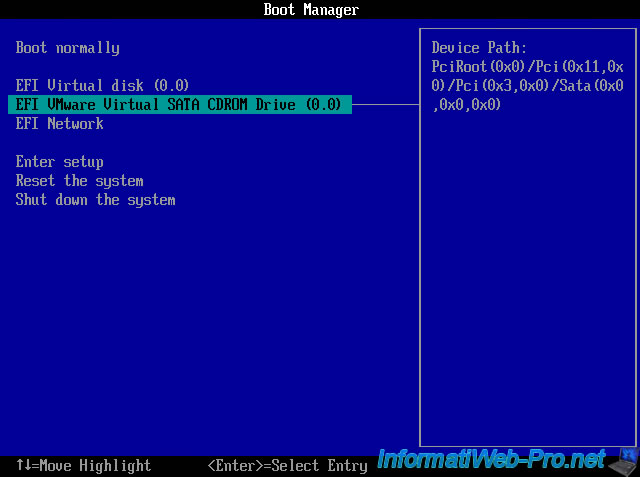 Boot Manager
Boot normally
EFI Virtual disk (0.0)
EFI VMware Virtual SATA CDROM Drive (0.0)
EFI Network
Enter setup
Reset the system
Shut down the system
Device Path:
PciRoot(0x0)/Pci(0x11,0x
0)/Pci(0x3,0x0)/Sata(0x0
,0x0,0x0)
↑↓=Move Highlight
<Enter>=Select Entry
InformatiWeb-Pro.net